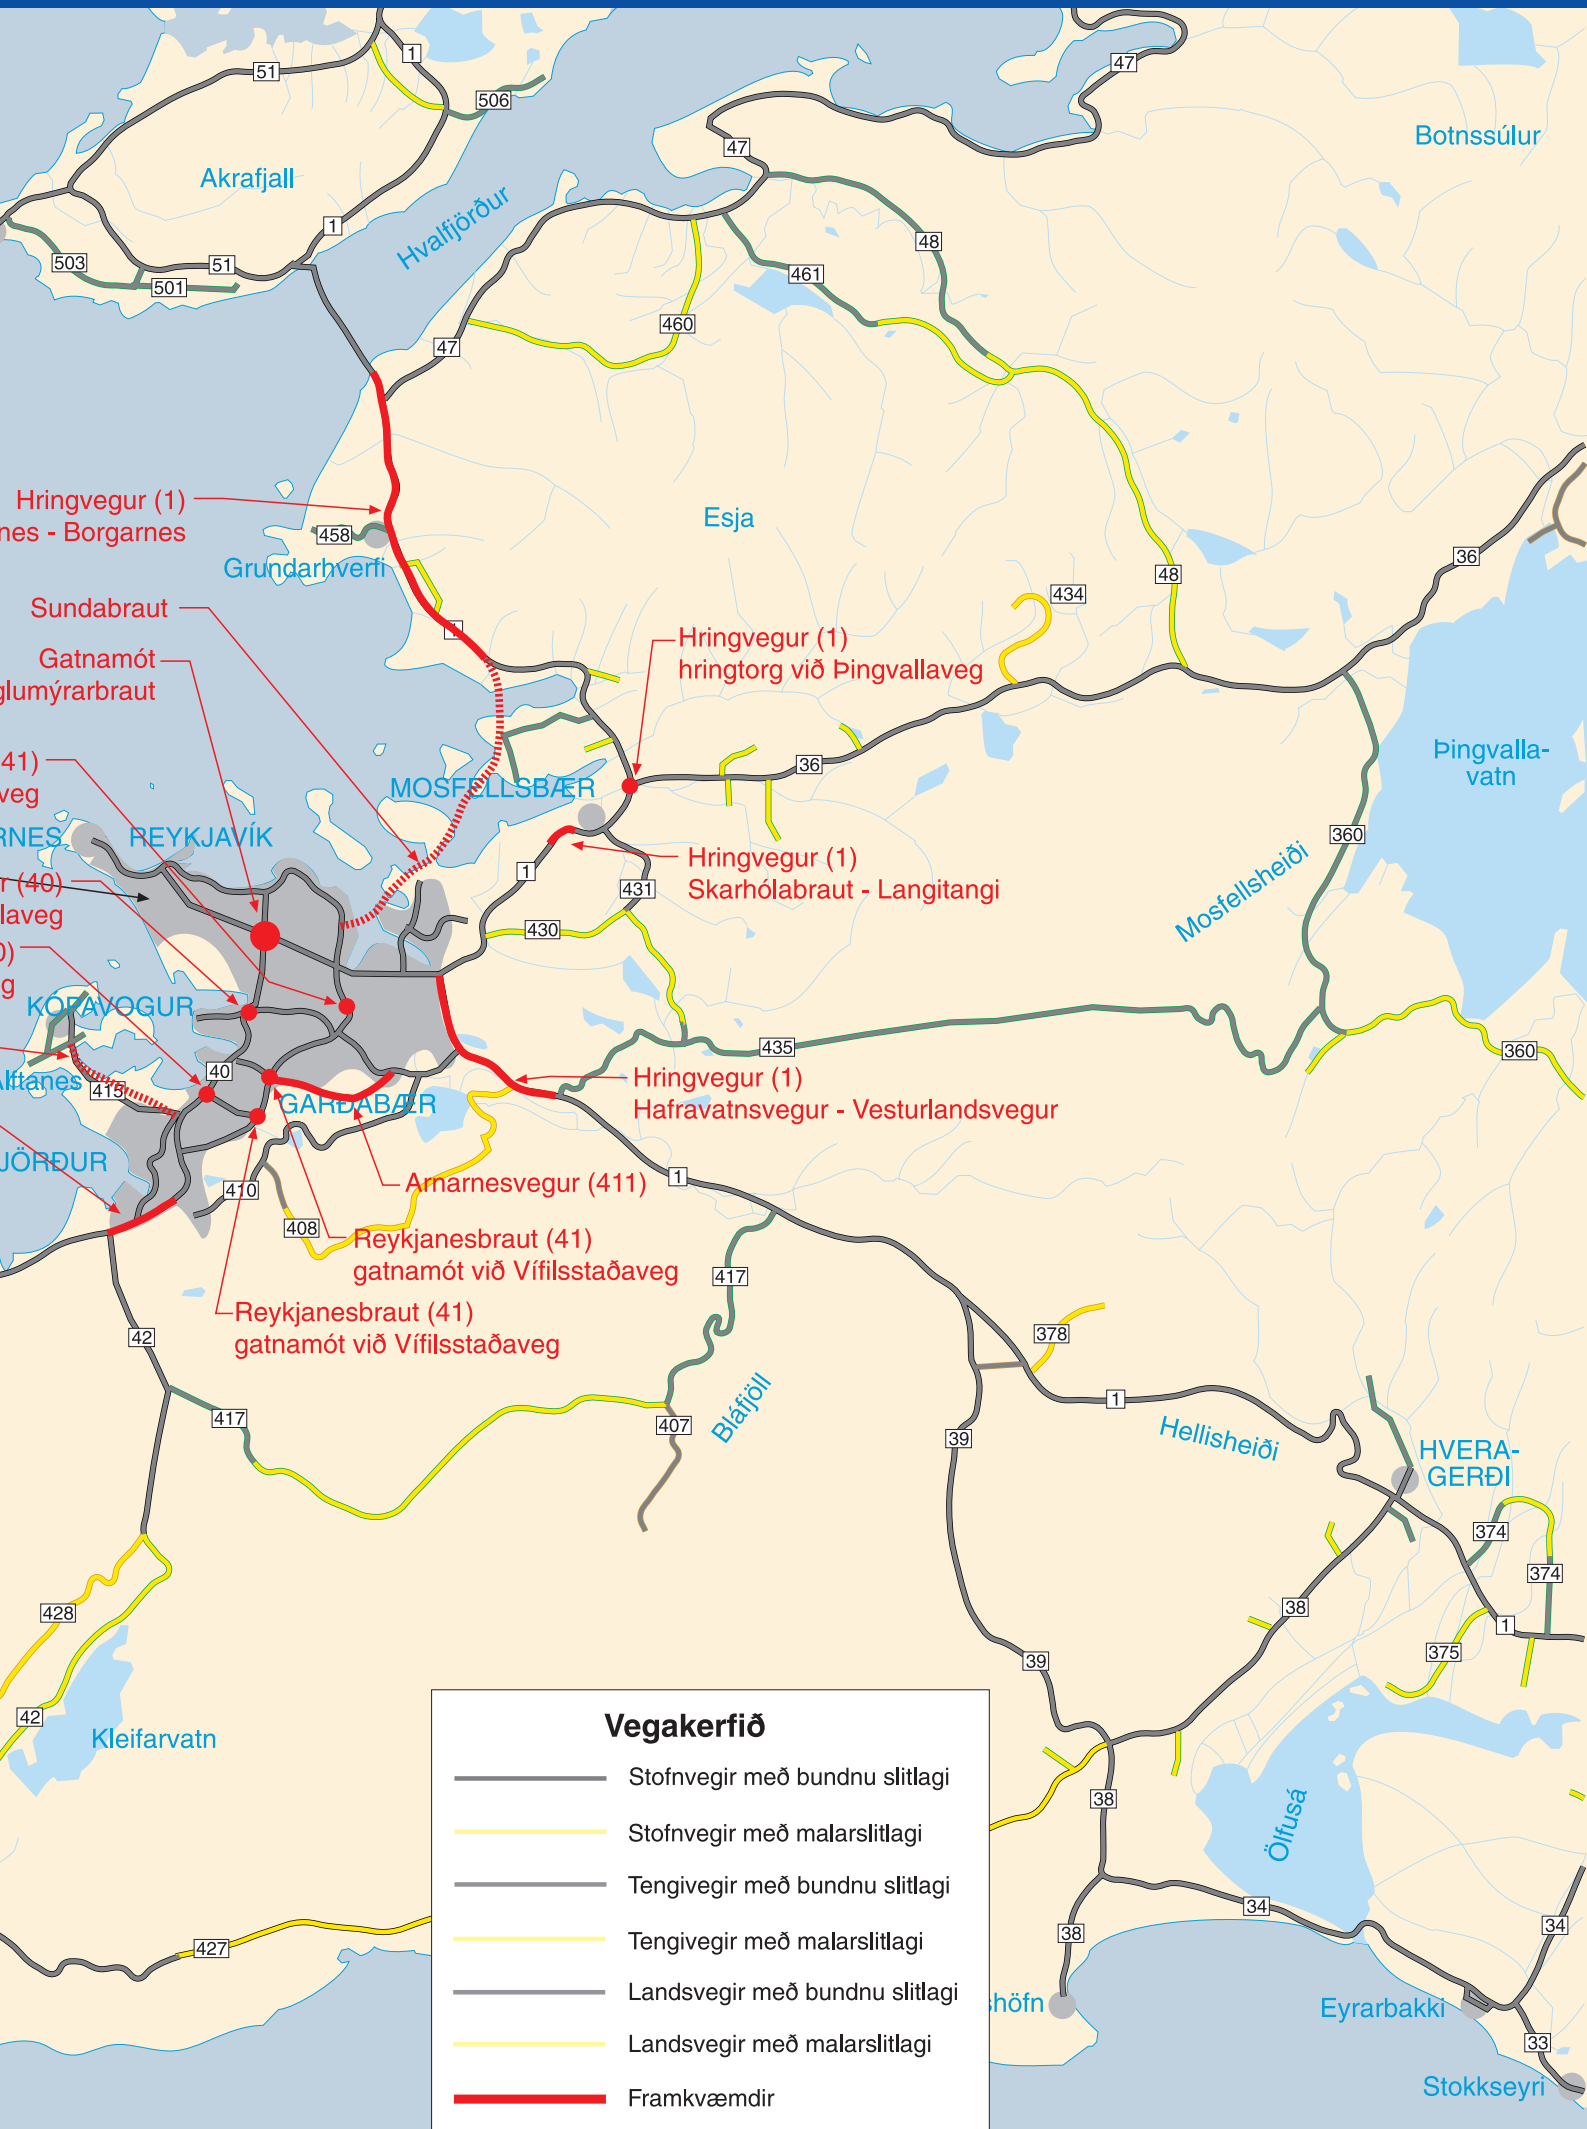 1
51
47
506
Botnssúlur
47
Akrafjall
Hvalfjörður
1
48
503
51
461
501
460
47
Hringvegur (1)
nes - Borgarnes
Esja
458
36
Grundarhverfi
48
434
Sundabraut
1
Hringvegur (1)
hringtorg við Þingvallaveg
Gatnamót
glumýrarbraut
41)
veg
Þingvalla-
vatn
36
MOSFELLSBÆR
RNES
REYKJAVÍK
360
Hringvegur (1)
Skarhólabraut - Langitangi
1
431
Mosfellsheiði
r (40)
laveg
430
0)
g
KÓPAVOGUR
435
360
40
Álftanes
415
Hringvegur (1)
Hafravatnsvegur - Vesturlandsvegur
GARÐABÆR
JÖRÐUR
Arnarnesvegur (411)
1
410
408
Reykjanesbraut (41)
gatnamót við Vífilsstaðaveg
417
Reykjanesbraut (41)
gatnamót við Vífilsstaðaveg
42
378
Bláfjöll
1
417
407
39
Hellisheiði
HVERA-
GERÐI
374
374
428
38
1
375
39
42
Kleifarvatn
Vegakerfið
Stofnvegir með bundnu slitlagi
Stofnvegir með malarslitlagi
Tengivegir með bundnu slitlagi
Tengivegir með malarslitlagi
Landsvegir með bundnu slitlagi
Landsvegir með malarslitlagi
Framkvæmdir
38
Ölfusá
34
34
38
427
höfn
Eyrarbakki
33
Stokkseyri